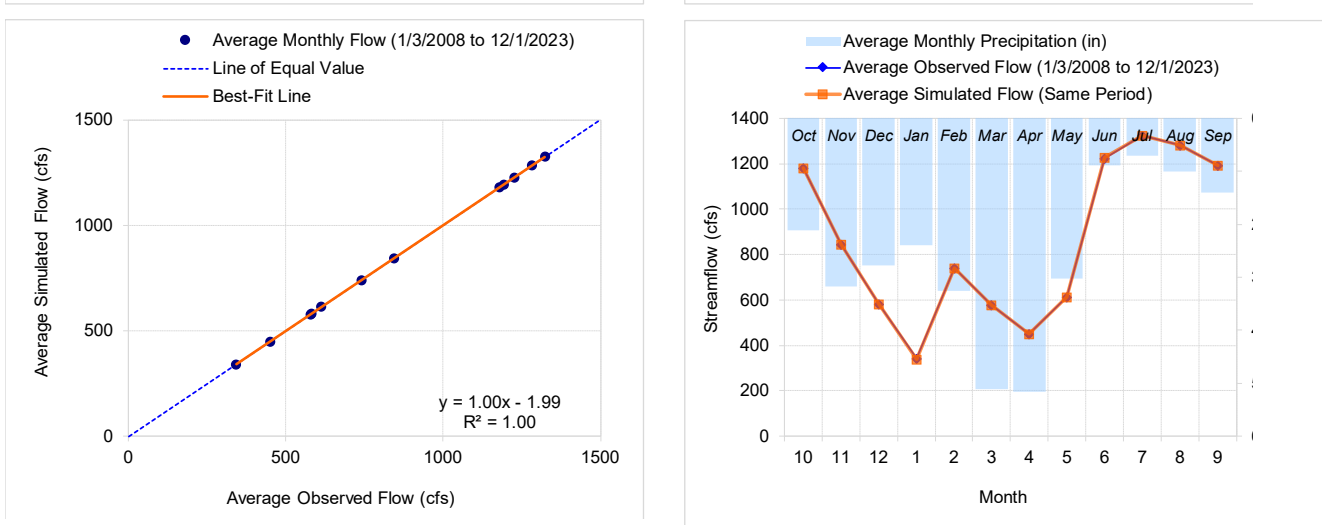 Average Monthly Flow (1/3/2008 to 12/1/2023)
Line of Equal Value
Best-Fit Line
1500
1000
500
0
Average Simulated Flow (cfs)
y = 1.00x - 1.99
R² = 1.00
0 500 1000 1500
Average Observed Flow (cfs)
Average Monthly Precipitation (in)
Average Observed Flow (1/3/2008 to 12/1/2023)
Average Simulated Flow (Same Period)
1400
1200
1000
800
600
400
200
0
Streamflow (cfs)
Oct Nov Dec Jan Feb Mar Apr May Jun Jul Aug Sep
2
3
10 11 12 1 2 3 4 5 6 7 8 9
Month